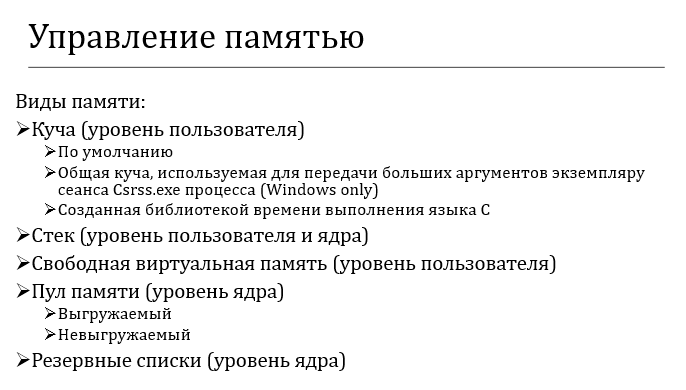 Управление памятью
Виды памяти:
➢Куча (уровень пользователя)
➢По умолчанию
➢Общая куча, используемая для передачи больших аргументов экземпляру
сеанса Csrss.exe процесса (Windows only)
➢Созданная библиотекой времени выполнения языка C
➢Стек (уровень пользователя и ядра)
➢Свободная виртуальная память (уровень пользователя)
➢Пул памяти (уровень ядра)
➢Выгружаемый
➢Невыгружаемый
➢Резервные списки (уровень ядра)